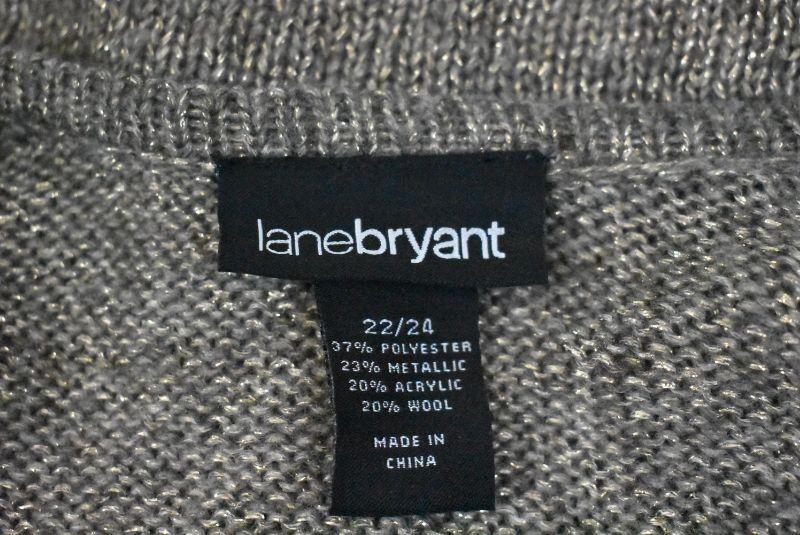 lanebryant
22/24
37% POLYESTER
23% METALLIC
20% ACRYLIC
20% WOOL
MADE IN
CHINA